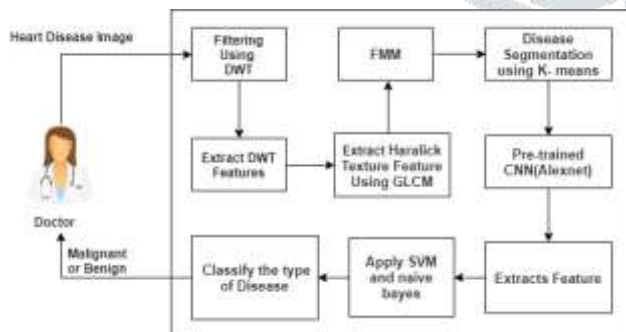 Heart Disease Image
Filtering
Using
DWT
FMM
Disease
Segmentation
using K- means
Extract DWT
Features
Extract Haralick
Texture Feature
Using GLCM
Pre-trained
CNN(Alexnet)
Doctor
Malignant
or Benign
Classify the type
of Disease
Apply SVM
and naive
bayes
Extracts Feature